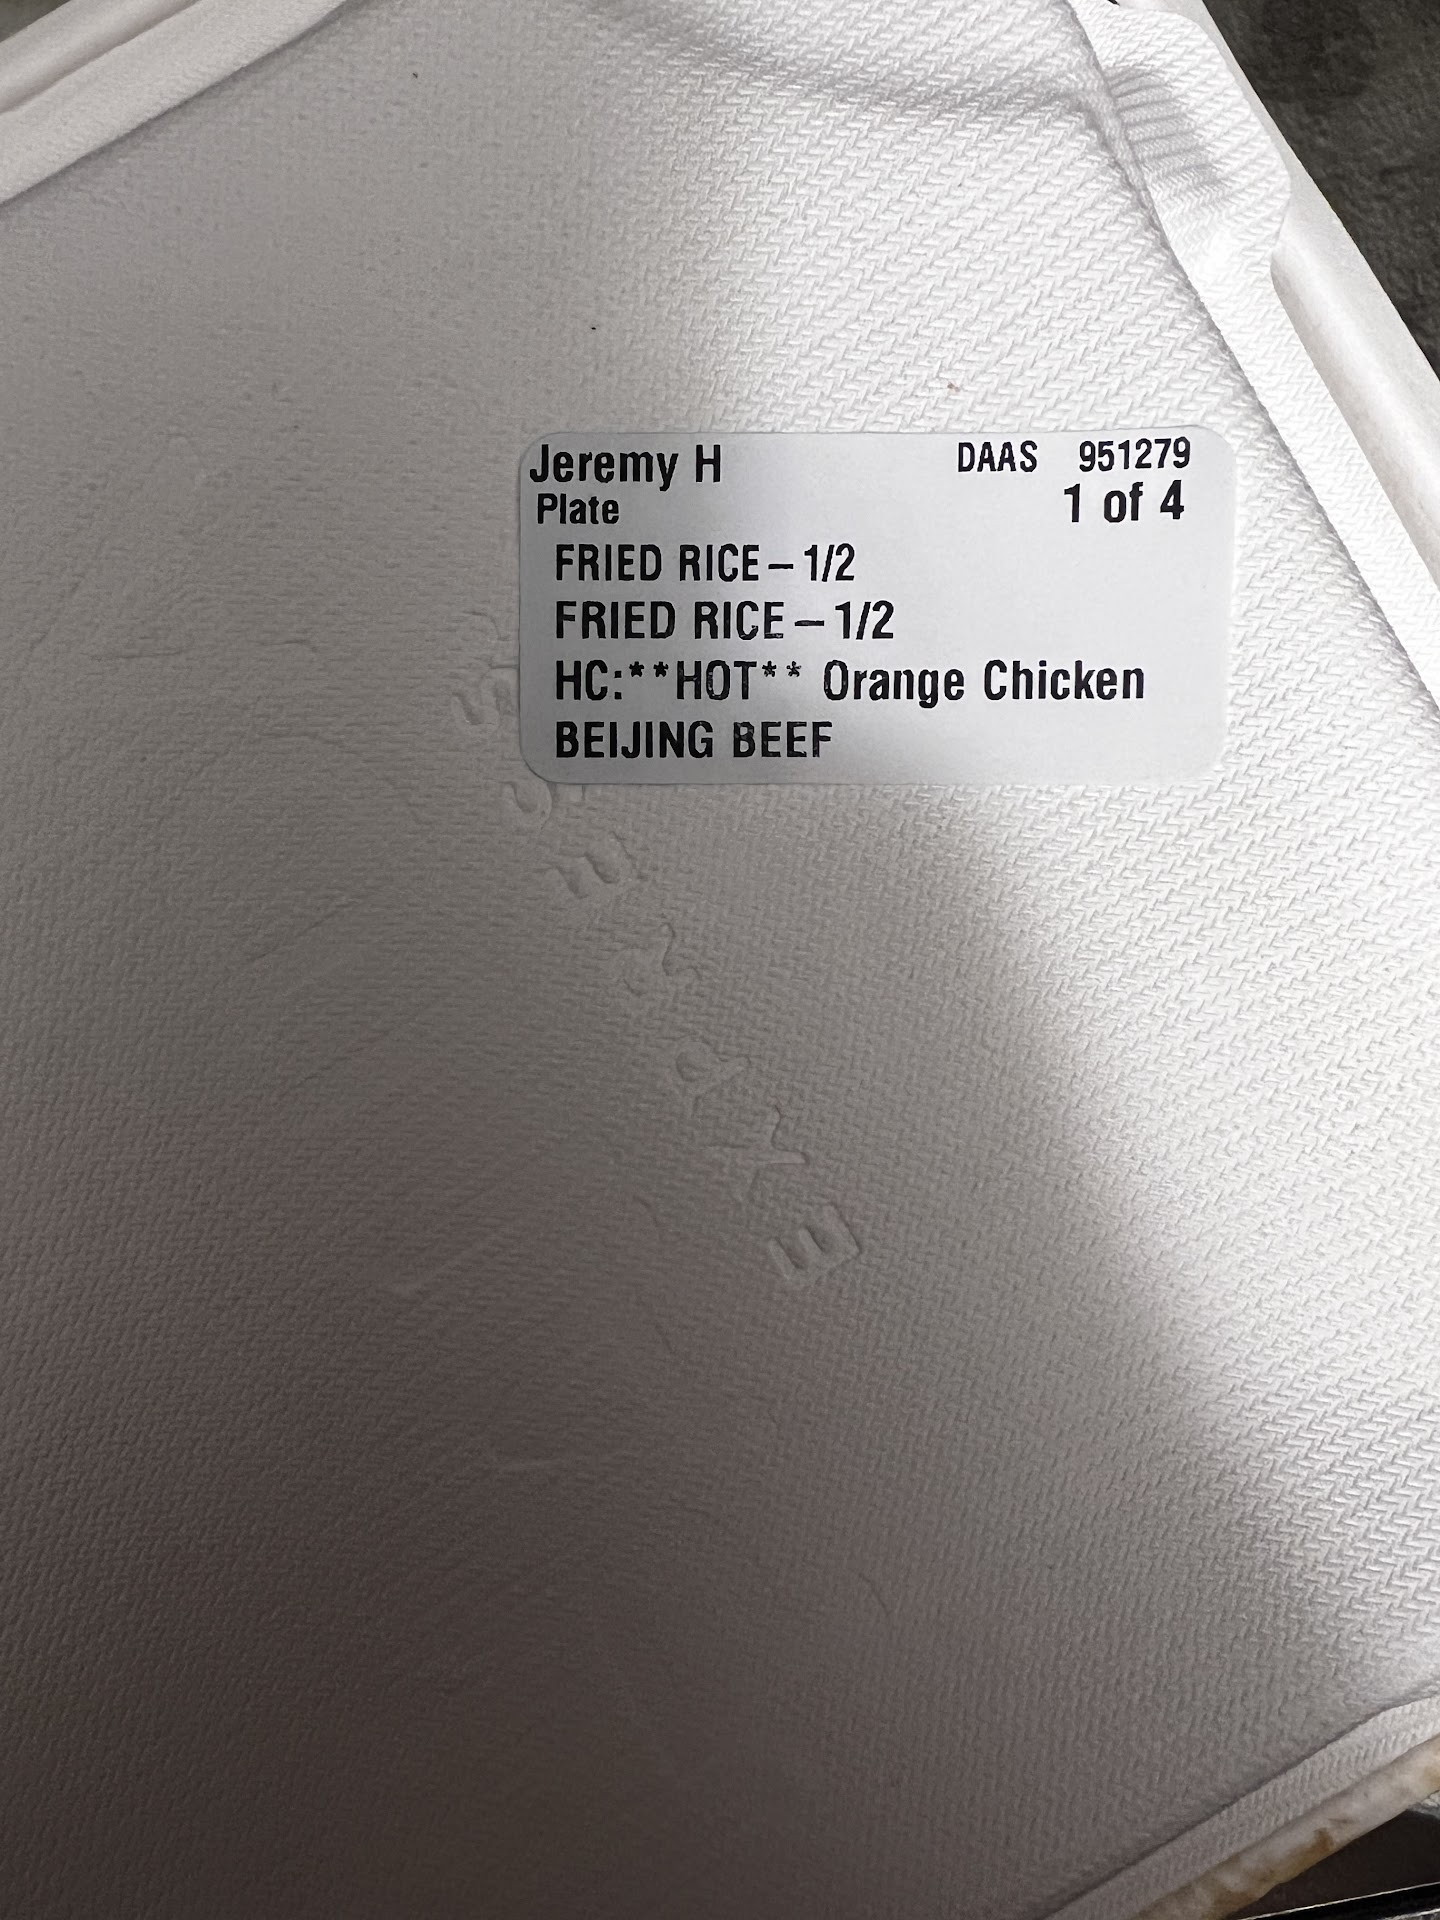 Jeremy H DAAS 951279
Plate 1 of 4
FRIED RICE – 1/2
FRIED RICE – 1/2
HC:**HOT** Orange Chicken
BEIJING BEEF